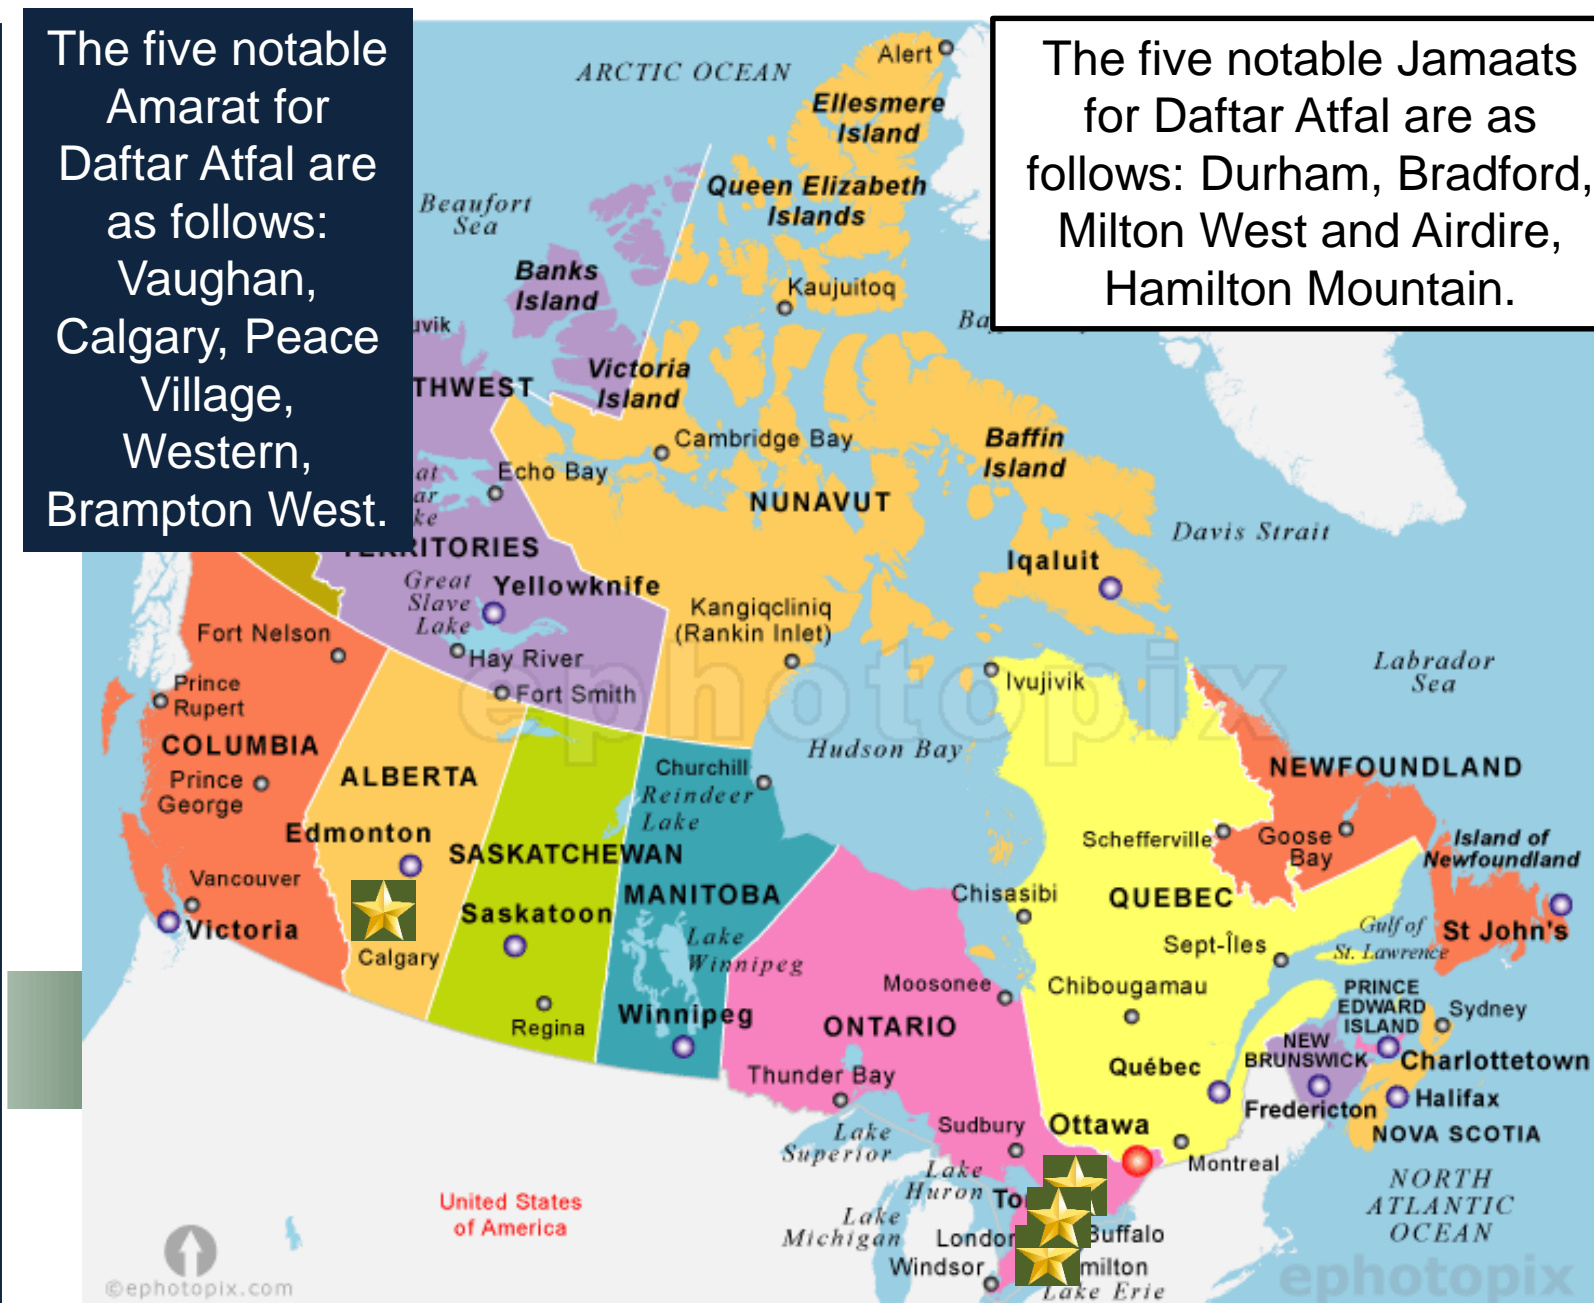 The five notable
Amarat for
Daftar Atfal are
as follows:
Vaughan,
Calgary, Peace
Village,
Western,
Brampton West.
The five notable Jamaats
for Daftar Atfal are as
follows: Durham, Bradford,
Milton West and Airdire,
Hamilton Mountain.
ARCTIC OCEAN
Alert
Ellesmere
Island
Beaufort
Sea
Queen Elizabeth
Islands
Banks
Island
Kaujuitoq
Victoria
Island
Cambridge Bay
Echo Bay
Baffin
Island
NUNAVUT
Davis Strait
TERRITORIES
Iqaluit
Great
Slave
Lake
Yellowknife
Kangiqcliniq
(Rankin Inlet)
Fort Nelson
Hay River
Fort Smith
Ivujivik
Labrador
Sea
Prince
Rupert
ephotopix
COLUMBIA
Hudson Bay
Prince
George
ALBERTA
Churchill
Reindeer
Lake
NEWFOUNDLAND
Edmonton
SASKATCHEWAN
Schefferville
Goose
Bay
Island of
Newfoundland
Vancouver
MANITOBA
Chisasibi
QUEBEC
Victoria
Saskatoon
Calgary
Lake
Winnipeg
Sept-Îles
Gulf of
St. Lawrence
St John's
Moosonee
Chibougamau
PRINCE
EDWARD
ISLAND
Sydney
Regina
Winnipeg
ONTARIO
NEW
BRUNSWICK
Charlottetown
Thunder Bay
Québec
Fredericton
Halifax
Sudbury
Ottawa
NOVA SCOTIA
Lake
Superior
Montreal
Lake
Huron
NORTH
ATLANTIC
OCEAN
United States
of America
Lake
Michigan
Buffalo
Windsor
Lake Erie
©ephotopix.com
ephotopix